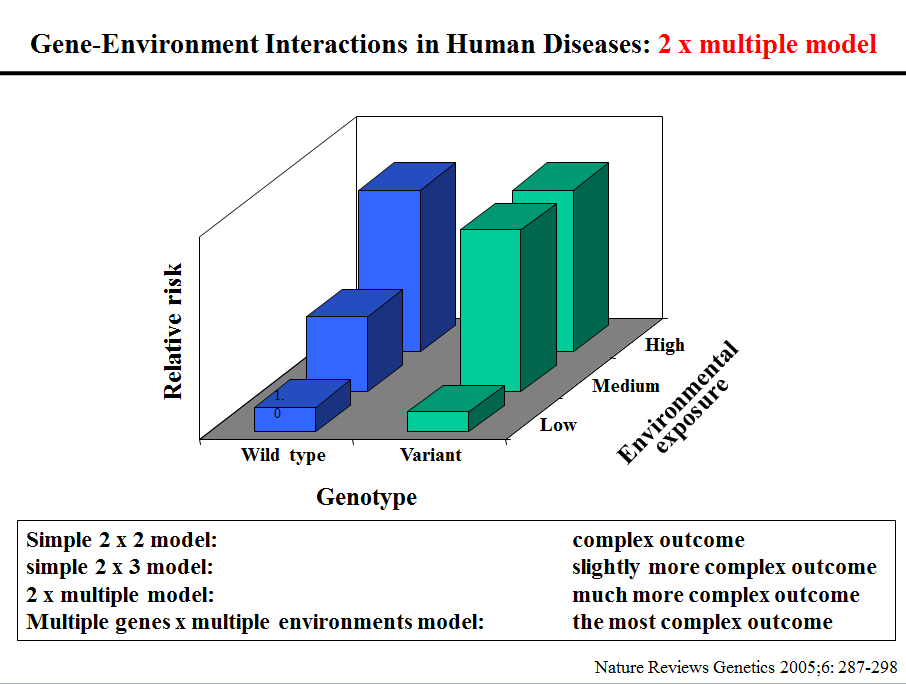 Gene-Environment Interactions in Human Diseases: 2 x multiple model
Relative risk
1.
0
High
Medium
Low
Environmental
exposure
Wild type
Variant
Genotype
Simple 2 x 2 model: complex outcome
simple 2 x 3 model: slightly more complex outcome
2 x multiple model: much more complex outcome
Multiple genes x multiple environments model: the most complex outcome
Nature Reviews Genetics 2005;6: 287-298